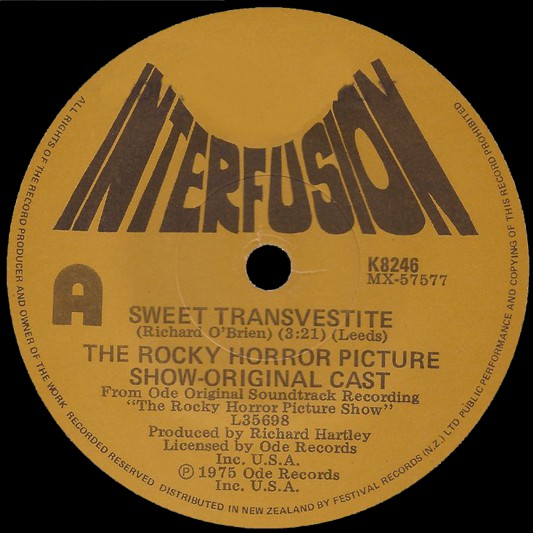 INTERFUSION
K8246
MX-57577
A
SWEET TRANSVESTITE
(Richard O'Brien) (3:21) (Leeds)
THE ROCKY HORROR PICTURE
SHOW-ORIGINAL CAST
From Ode Original Soundtrack Recording
"The Rocky Horror Picture Show"
L35698
Produced by Richard Hartley
Licensed by Ode Records
Inc. U.S.A.
Ⓟ 1975 Ode Records
Inc. U.S.A.
ALL RIGHTS OF THE RECORD PRODUCER AND OWNER OF THE WORK RECORDED RESERVED DISTRIBUTED IN NEW ZEALAND BY FESTIVAL RECORDS (N.Z.) LTD PUBLIC PERFORMANCE AND COPYING OF THIS RECORD PROHIBITED